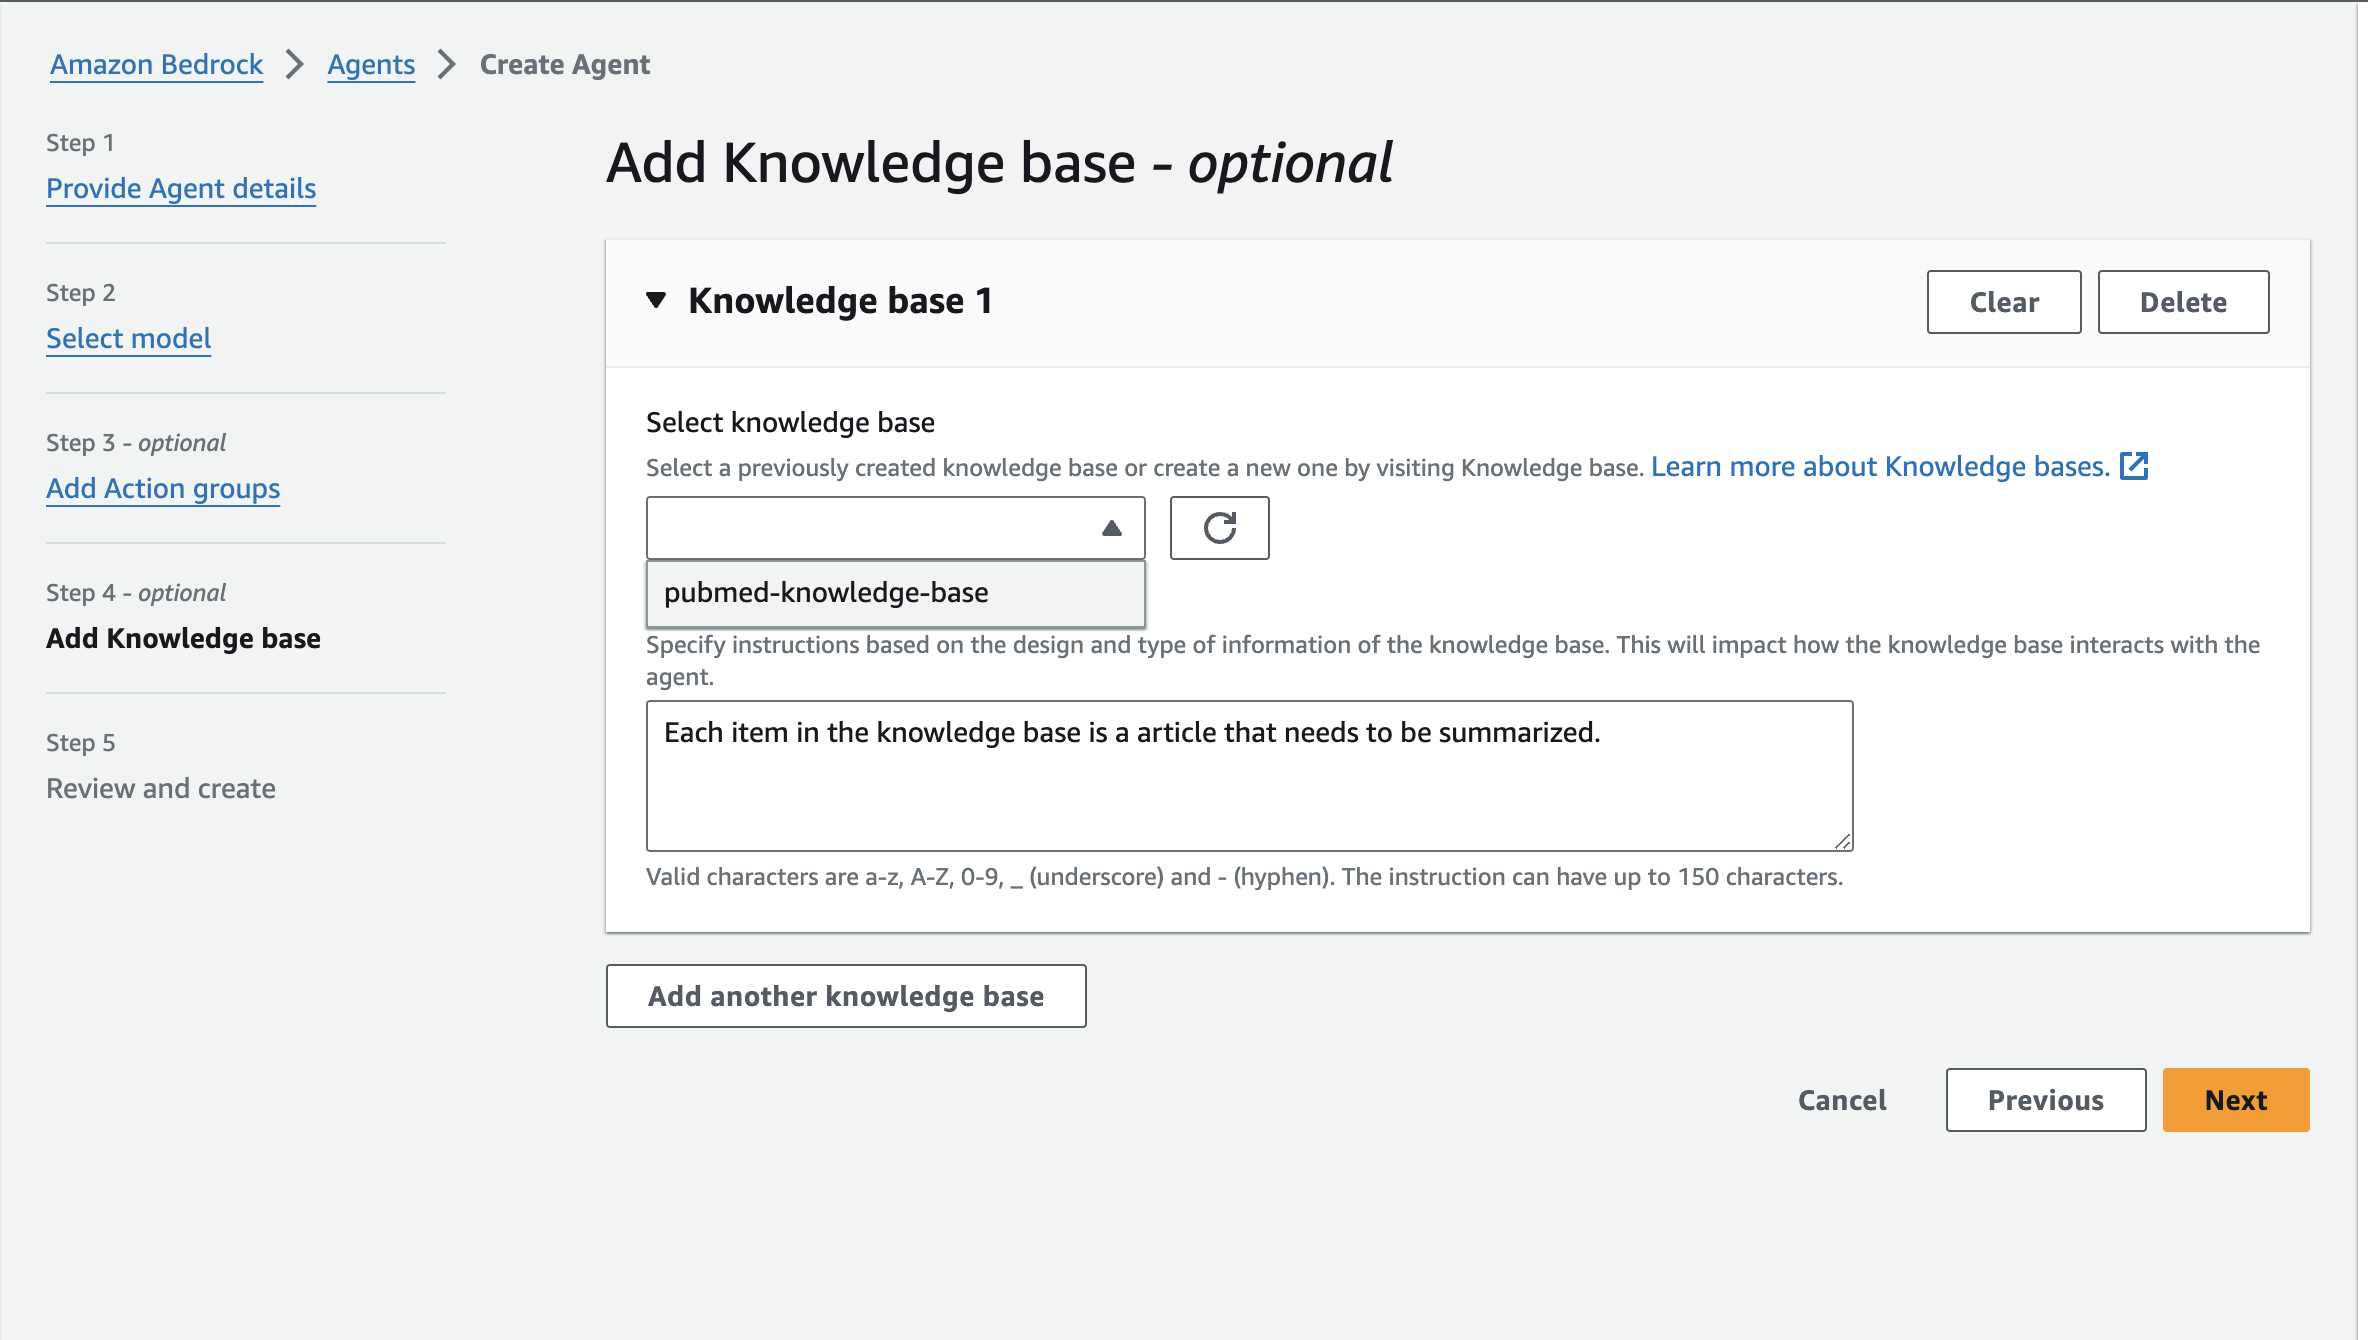 Amazon Bedrock > Agents > Create Agent
Step 1
Provide Agent details
Step 2
Select model
Step 3 - optional
Add Action groups
Step 4 - optional
Add Knowledge base
Step 5
Review and create
Add Knowledge base - optional
Knowledge base 1
Clear
Delete
Select knowledge base
Select a previously created knowledge base or create a new one by visiting Knowledge base. Learn more about Knowledge bases.
pubmed-knowledge-base
Specify instructions based on the design and type of information of the knowledge base. This will impact how the knowledge base interacts with the
agent.
Each item in the knowledge base is a article that needs to be summarized.
Valid characters are a-z, A-Z, 0-9, _ (underscore) and - (hyphen). The instruction can have up to 150 characters.
Add another knowledge base
Cancel
Previous
Next